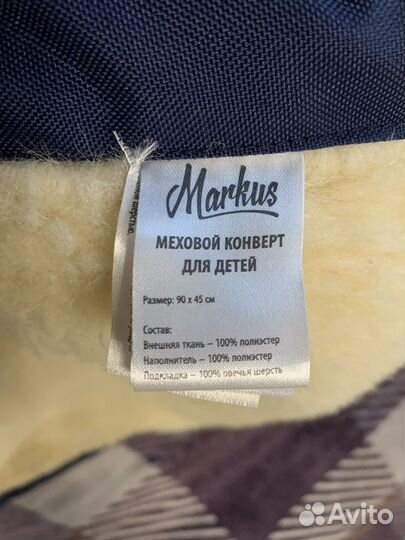 Markus
МЕХОВОЙ КОНВЕРТ
ДЛЯ ДЕТЕЙ
Размер: 90 х 45 см
Состав:
Внешняя ткань – 100% полиэстер
Наполнитель – 100% полиэстер
Подкладка – 100% овечья шерсть
Avito